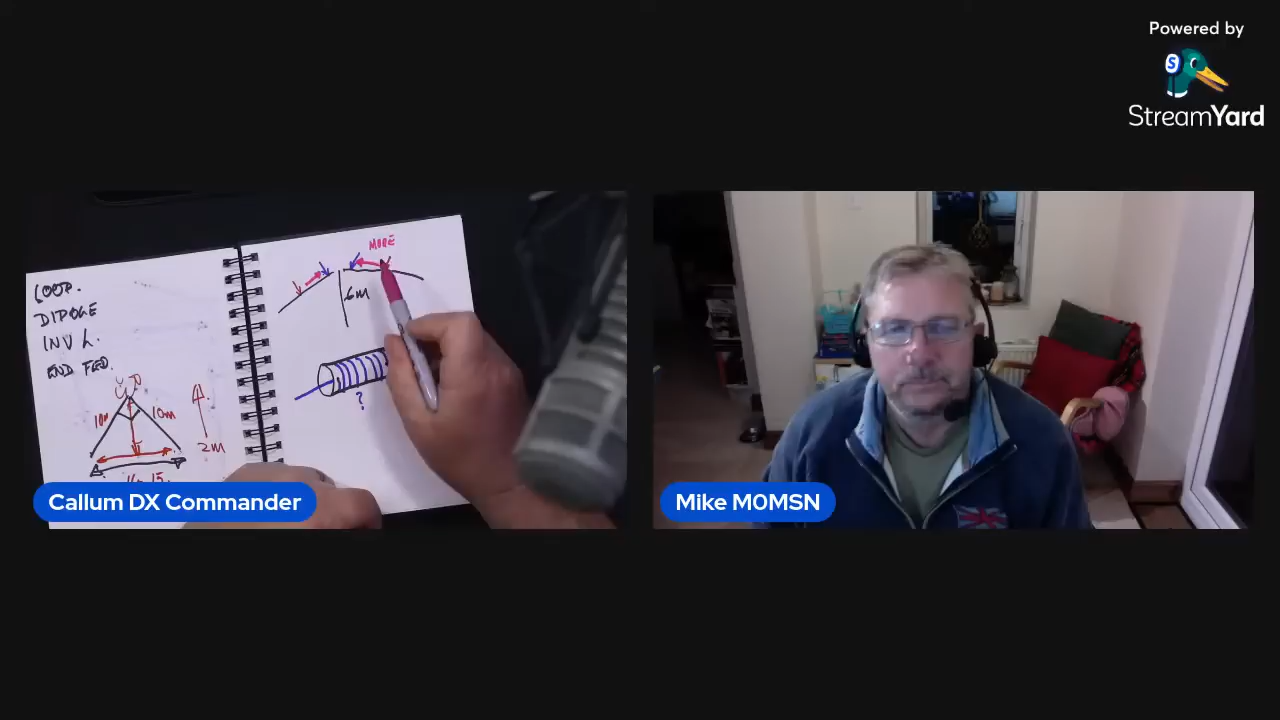 Powered by
StreamYard
LOOP.
DIPOLE
INV L.
END FED.
10m
10m
2m
MORE
6m
?
Callum DX Commander
Mike M0MSN